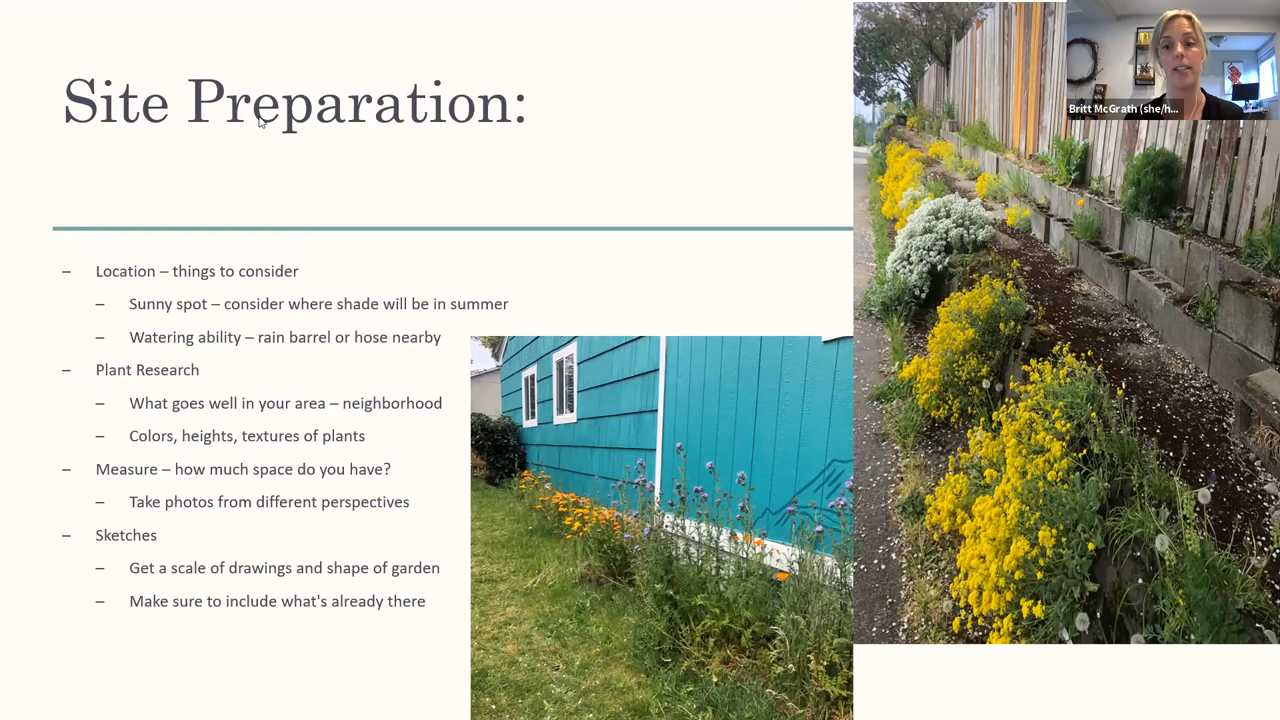 Site Preparation:
– Location – things to consider
– Sunny spot – consider where shade will be in summer
– Watering ability – rain barrel or hose nearby
– Plant Research
– What goes well in your area – neighborhood
– Colors, heights, textures of plants
– Measure – how much space do you have?
– Take photos from different perspectives
– Sketches
– Get a scale of drawings and shape of garden
– Make sure to include what's already there
Britt McGrath (she/h...